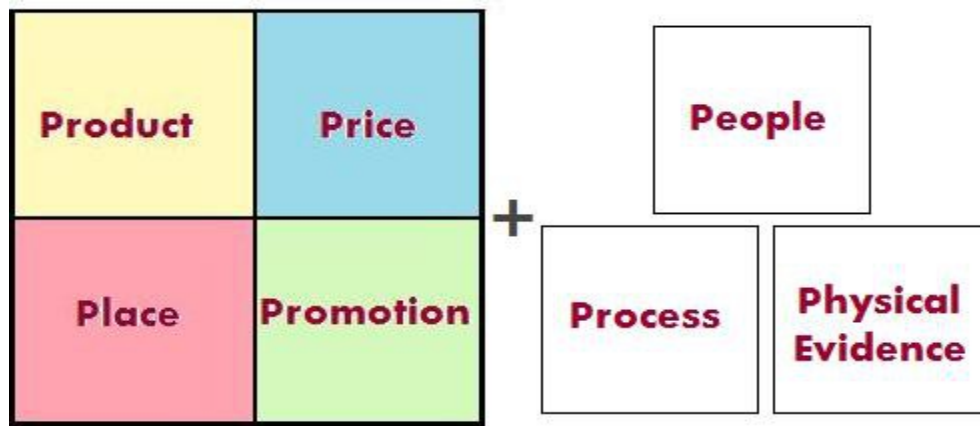 Product
Price
Place
Promotion
+
People
Process
Physical
Evidence